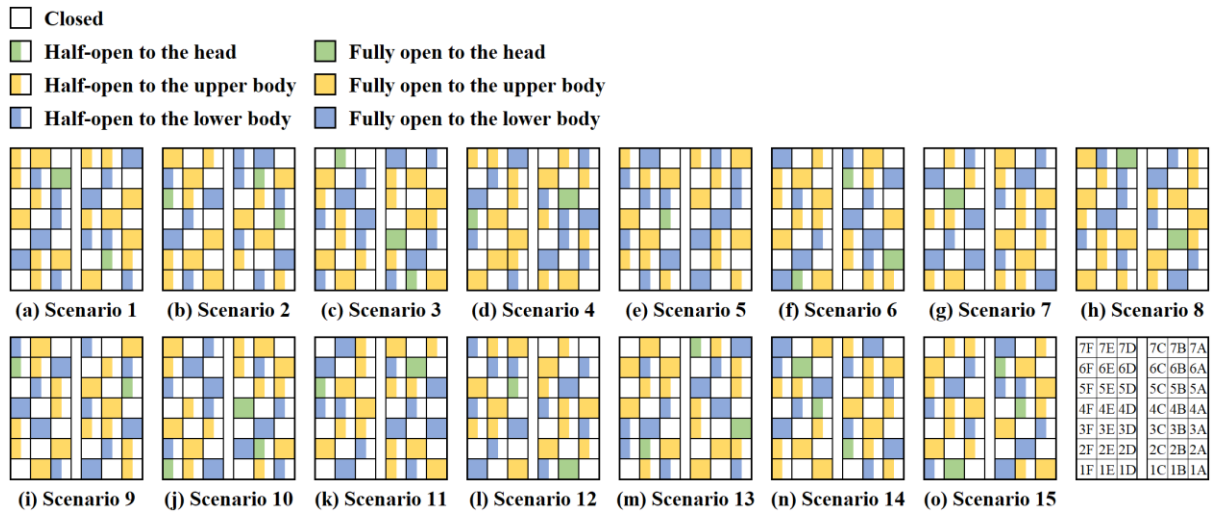 Closed
Half-open to the head Fully open to the head
Half-open to the upper body Fully open to the upper body
Half-open to the lower body Fully open to the lower body
(a) Scenario 1 (b) Scenario 2 (c) Scenario 3 (d) Scenario 4 (e) Scenario 5 (f) Scenario 6 (g) Scenario 7 (h) Scenario 8
7F 7E 7D 7C 7B 7A
6F 6E 6D 6C 6B 6A
5F 5E 5D 5C 5B 5A
4F 4E 4D 4C 4B 4A
3F 3E 3D 3C 3B 3A
2F 2E 2D 2C 2B 2A
1F 1E 1D 1C 1B 1A
(i) Scenario 9 (j) Scenario 10 (k) Scenario 11 (l) Scenario 12 (m) Scenario 13 (n) Scenario 14 (o) Scenario 15